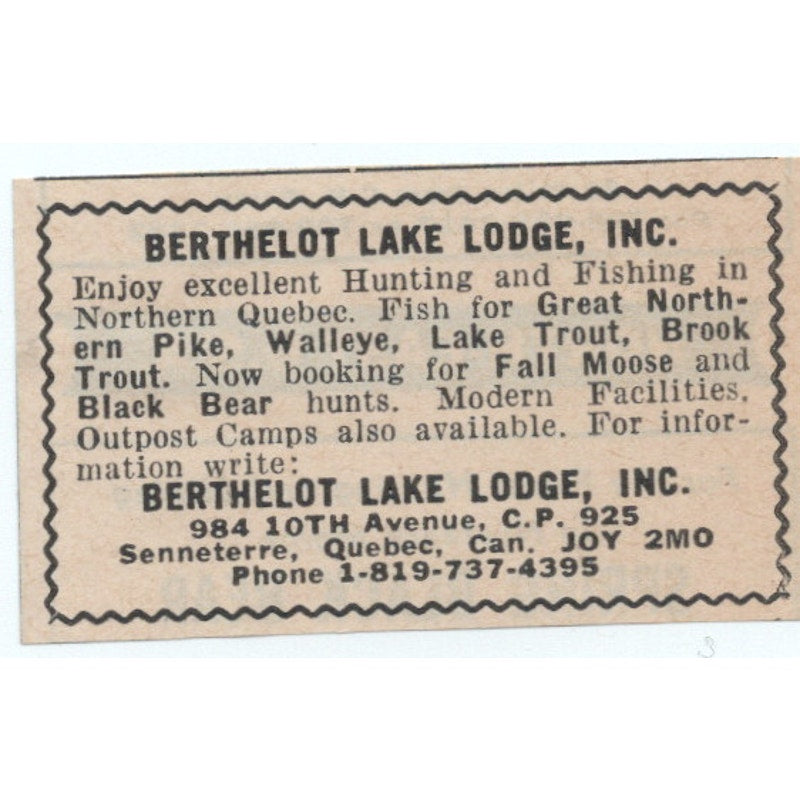 BERTHELOT LAKE LODGE, INC.
Enjoy excellent Hunting and Fishing in
Northern Quebec. Fish for Great North-
ern Pike, Walleye, Lake Trout, Brook
Trout. Now booking for Fall Moose and
Black Bear hunts. Modern Facilities.
Outpost Camps also available. For infor-
mation write:
BERTHELOT LAKE LODGE, INC.
984 10TH Avenue, C.P. 925
Senneterre, Quebec, Can. JOY 2MO
Phone 1-819-737-4395